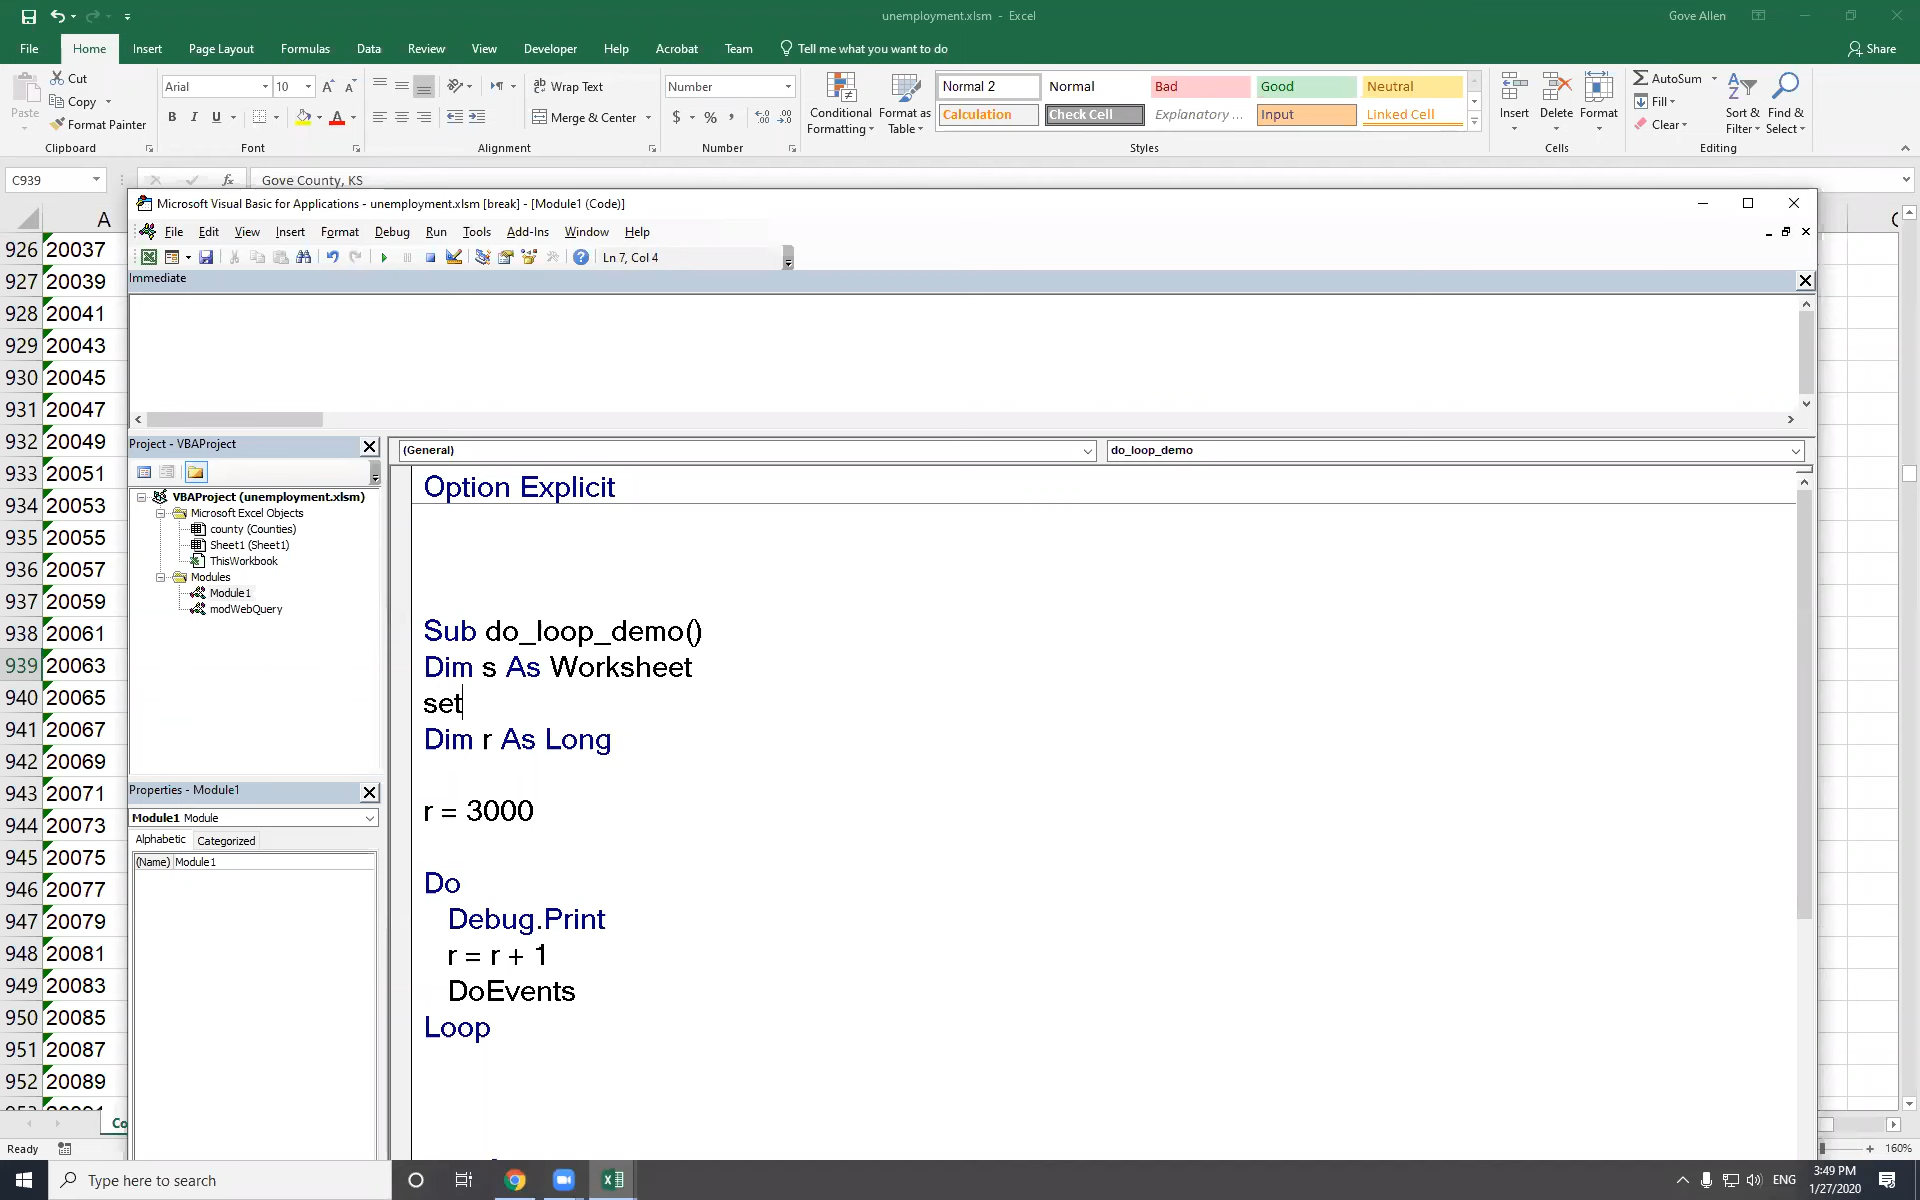 unemployment.xlsm - Excel
Gove Allen
File Home Insert Page Layout Formulas Data Review View Developer Help Acrobat Team Tell me what you want to do Share
Paste Cut Copy Format Painter Clipboard
Arial 10 B I U Font
Wrap Text Merge & Center Alignment
Number $ % , Number
Conditional Formatting Format as Table
Normal 2 Normal Bad Good Neutral
Calculation Check Cell Explanatory ... Input Linked Cell
Styles
Insert Delete Format Cells
AutoSum Fill Clear Sort & Filter Find & Select Editing
C939 fx Gove County, KS
Microsoft Visual Basic for Applications - unemployment.xlsm [break] - [Module1 (Code)]
File Edit View Insert Format Debug Run Tools Add-Ins Window Help
Ln 7, Col 4
Immediate
A
926 20037
927 20039
928 20041
929 20043
930 20045
931 20047
932 20049
933 20051
934 20053
935 20055
936 20057
937 20059
938 20061
939 20063
940 20065
941 20067
942 20069
943 20071
944 20073
945 20075
946 20077
947 20079
948 20081
949 20083
950 20085
951 20087
952 20089
Project - VBAProject
VBAProject (unemployment.xlsm)
Microsoft Excel Objects
county (Counties)
Sheet1 (Sheet1)
ThisWorkbook
Modules
Module1
modWebQuery
Properties - Module1
Module1 Module
Alphabetic Categorized
(Name) Module1
(General) do_loop_demo
Option Explicit
Sub do_loop_demo()
Dim s As Worksheet
set
Dim r As Long
r = 3000
Do
Debug.Print
r = r + 1
DoEvents
Loop
Co
Ready
160%
Type here to search
ENG
3:49 PM
1/27/2020